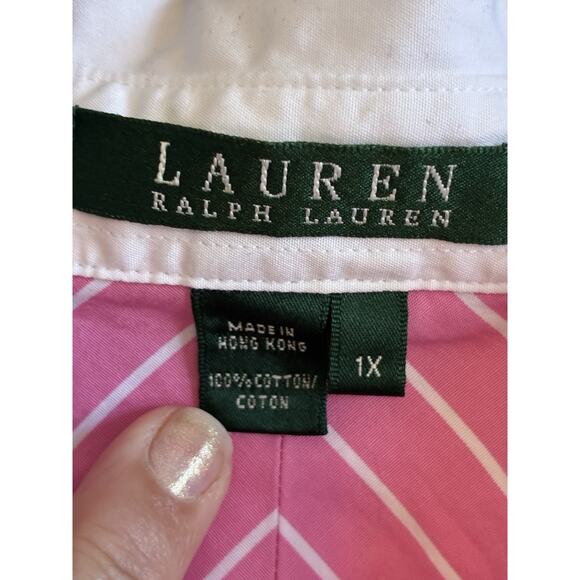 LAUREN
RALPH LAUREN
MADE IN
HONG KONG
100% COTTON/
COTON
1X